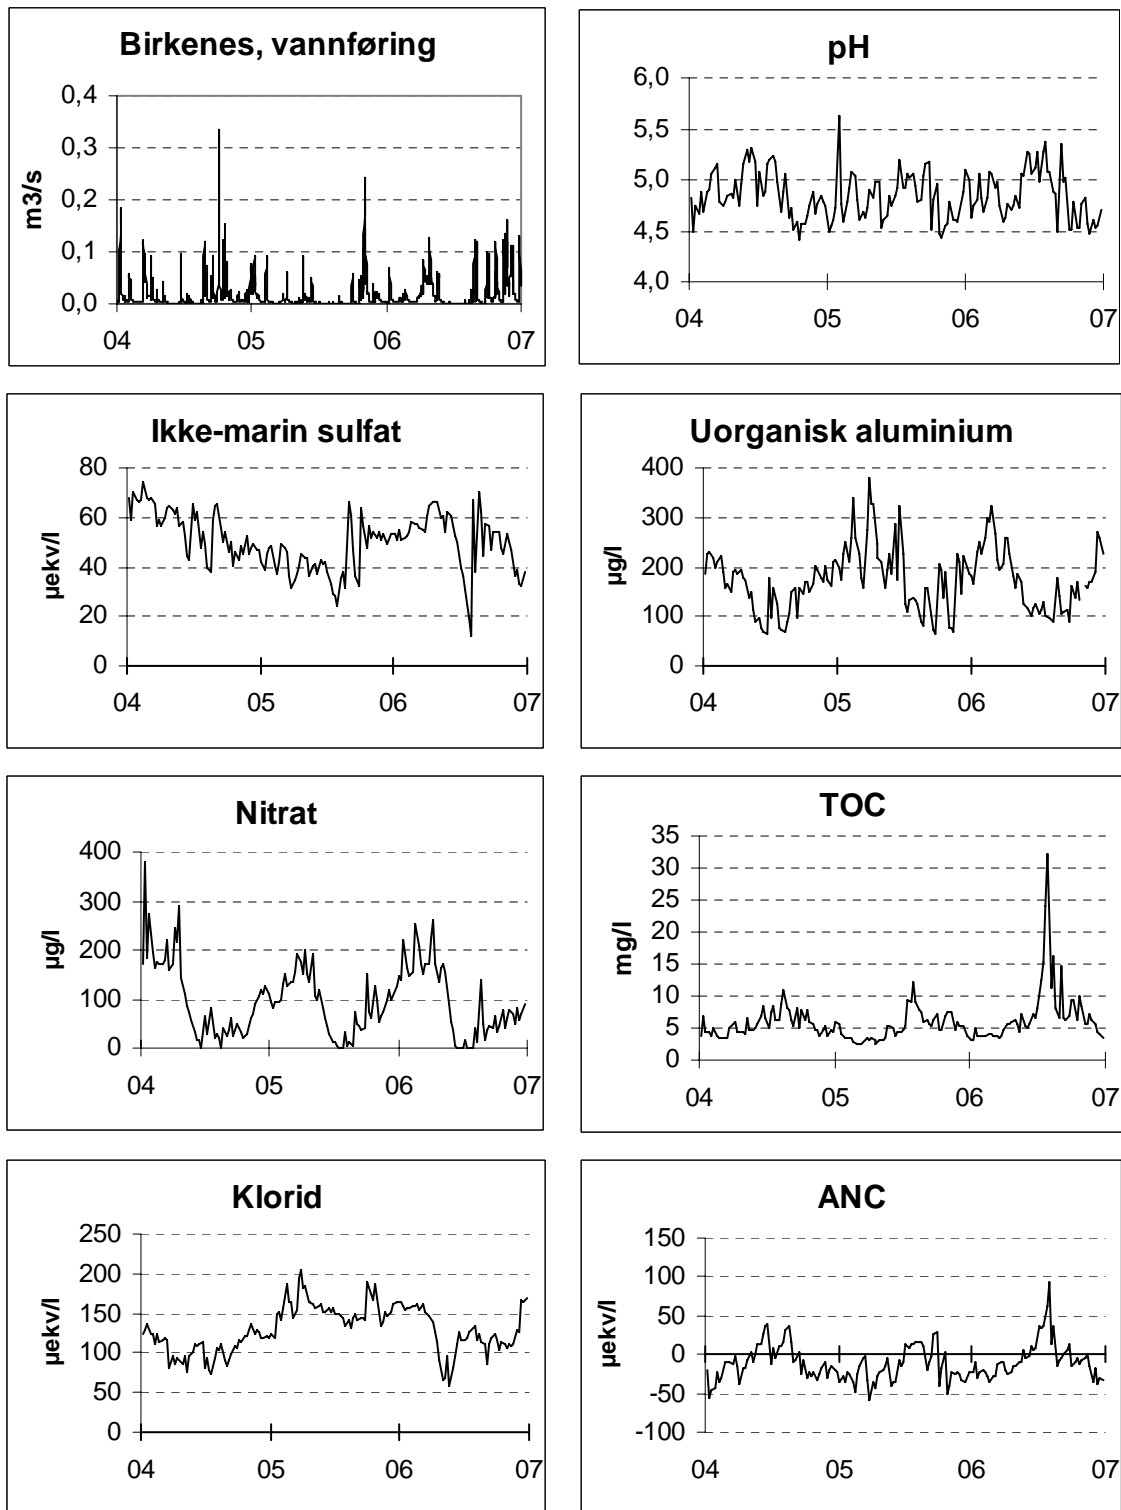 Birkenes, vannføring
m3/s
0,4
0,3
0,2
0,1
0,0
04 05 06 07
pH
6,0
5,5
5,0
4,5
4,0
04 05 06 07
Ikke-marin sulfat
µekv/l
80
60
40
20
0
04 05 06 07
Uorganisk aluminium
µg/l
400
300
200
100
0
04 05 06 07
Nitrat
µg/l
400
300
200
100
0
04 05 06 07
TOC
mg/l
35
30
25
20
15
10
5
0
04 05 06 07
Klorid
µekv/l
250
200
150
100
50
0
04 05 06 07
ANC
µekv/l
150
100
50
0
-50
-100
04 05 06 07